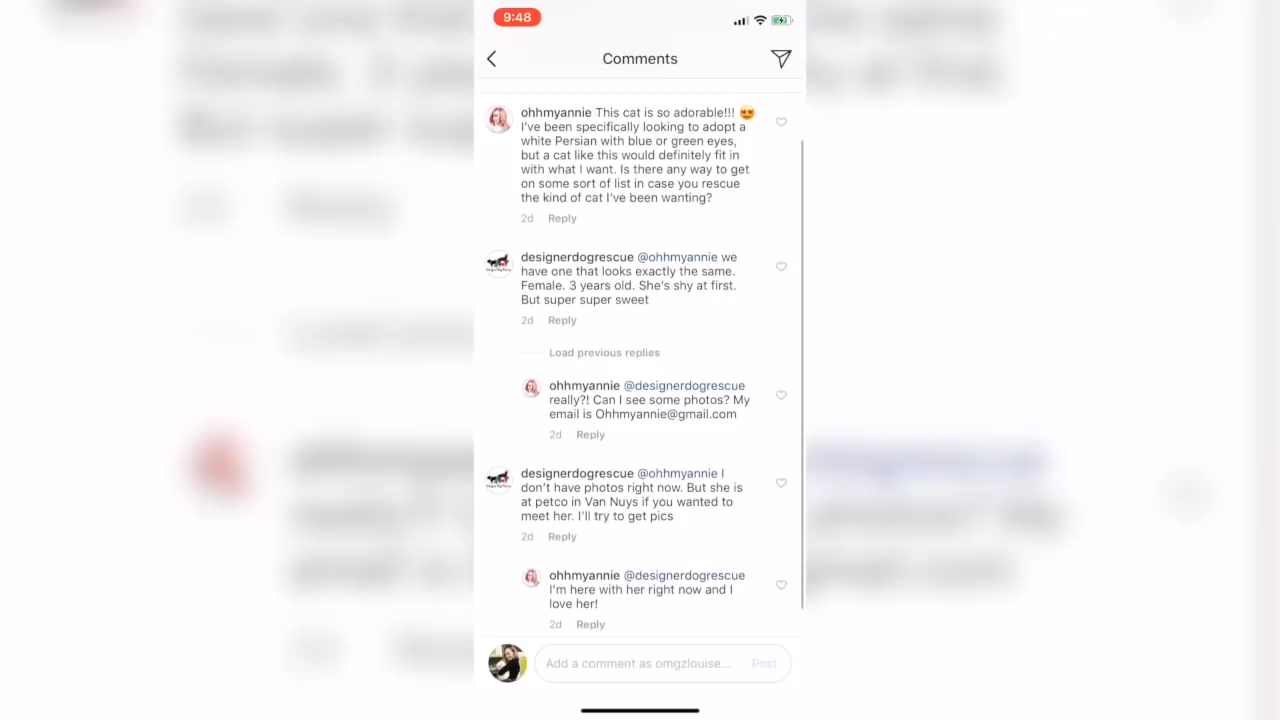 9:48
Comments
ohhmyannie This cat is so adorable!!! 😍
I've been specifically looking to adopt a
white Persian with blue or green eyes,
but a cat like this would definitely fit in
with what I want. Is there any way to get
on some sort of list in case you rescue
the kind of cat I've been wanting?
2d Reply
designerdogrescue @ohhmyannie we
have one that looks exactly the same.
Female. 3 years old. She's shy at first.
But super super sweet
2d Reply
Load previous replies
ohhmyannie @designerdogrescue
really?! Can I see some photos? My
email is Ohhmyannie@gmail.com
2d Reply
designerdogrescue @ohhmyannie I
don't have photos right now. But she is
at petco in Van Nuys if you wanted to
meet her. I'll try to get pics
2d Reply
ohhmyannie @designerdogrescue
I'm here with her right now and I
love her!
2d Reply
Add a comment as omgzlouise... Post